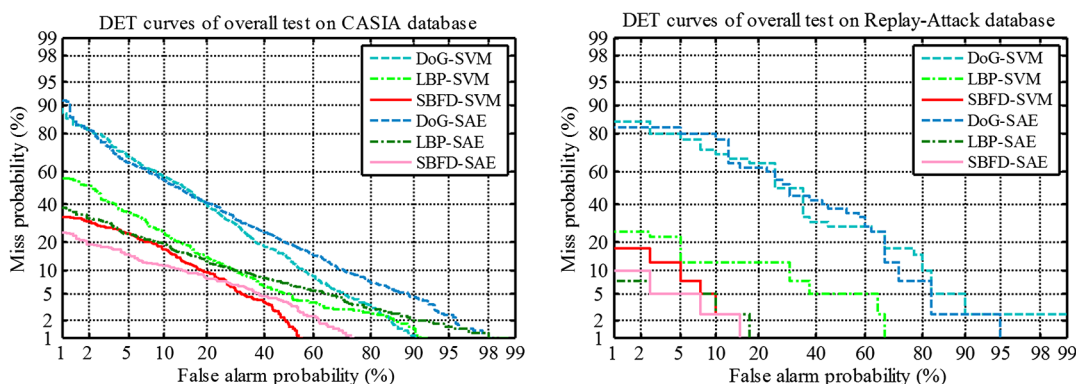 DET curves of overall test on CASIA database
99
98
95
90
80
60
40
20
10
5
2
1
Miss probability (%)
DoG-SVM
LBP-SVM
SBFD-SVM
DoG-SAE
LBP-SAE
SBFD-SAE
1 2 5 10 20 40 60 80 90 95 98 99
False alarm probability (%)
DET curves of overall test on Replay-Attack database
99
98
95
90
80
60
40
20
10
5
2
1
Miss probability (%)
DoG-SVM
LBP-SVM
SBFD-SVM
DoG-SAE
LBP-SAE
SBFD-SAE
1 2 5 10 20 40 60 80 90 95 98 99
False alarm probability (%)